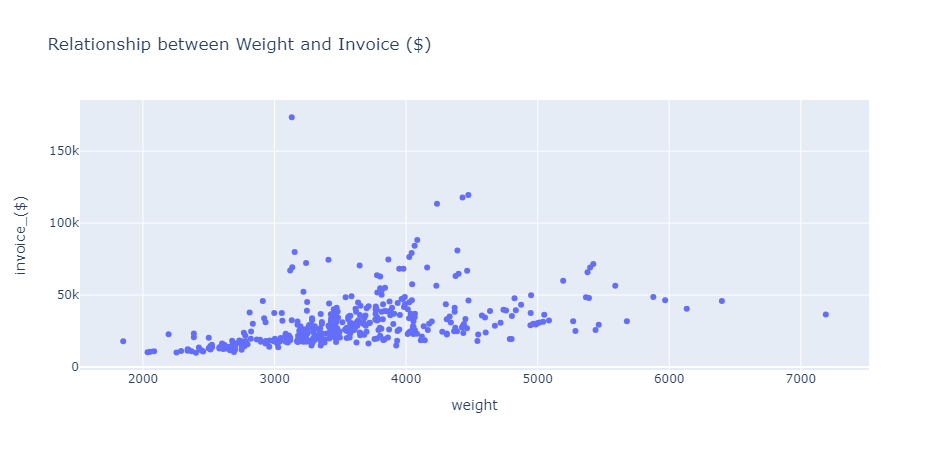 Relationship between Weight and Invoice ($)
150k
100k
50k
0
invoice_($)
2000 3000 4000 5000 6000 7000
weight